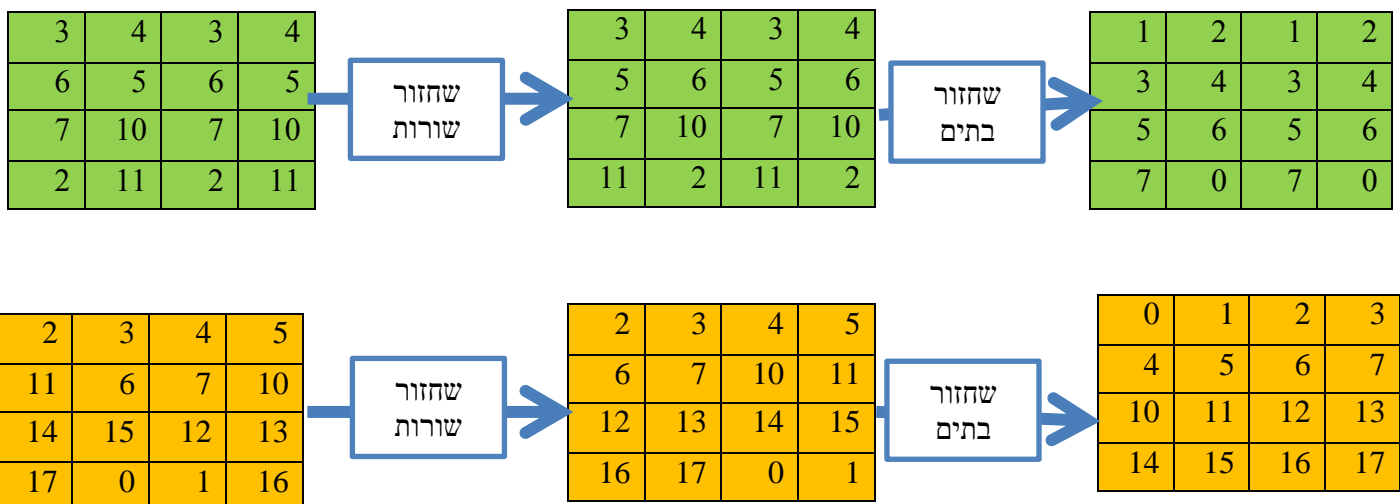 3 4 3 4
6 5 6 5
7 10 7 10
2 11 2 11
שחזור
שורות
3 4 3 4
5 6 5 6
7 10 7 10
11 2 11 2
שחזור
בתים
1 2 1 2
3 4 3 4
5 6 5 6
7 0 7 0
2 3 4 5
11 6 7 10
14 15 12 13
17 0 1 16
שחזור
שורות
2 3 4 5
6 7 10 11
12 13 14 15
16 17 0 1
שחזור
בתים
0 1 2 3
4 5 6 7
10 11 12 13
14 15 16 17